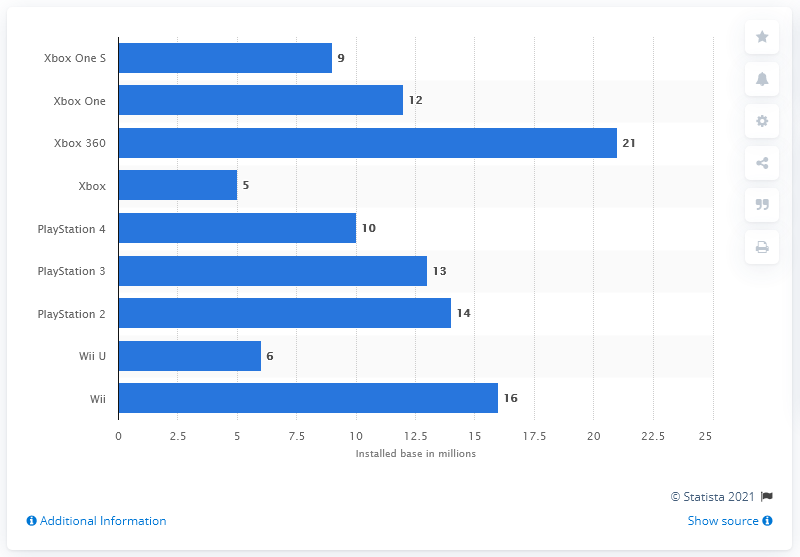 Xbox One S 9
Xbox One 12
Xbox 360 21
Xbox 5
PlayStation 4 10
PlayStation 3 13
PlayStation 2 14
Wii U 6
Wii 16
0 2.5 5 7.5 10 12.5 15 17.5 20 22.5 25
Installed base in millions
© Statista 2021
Additional Information Show source